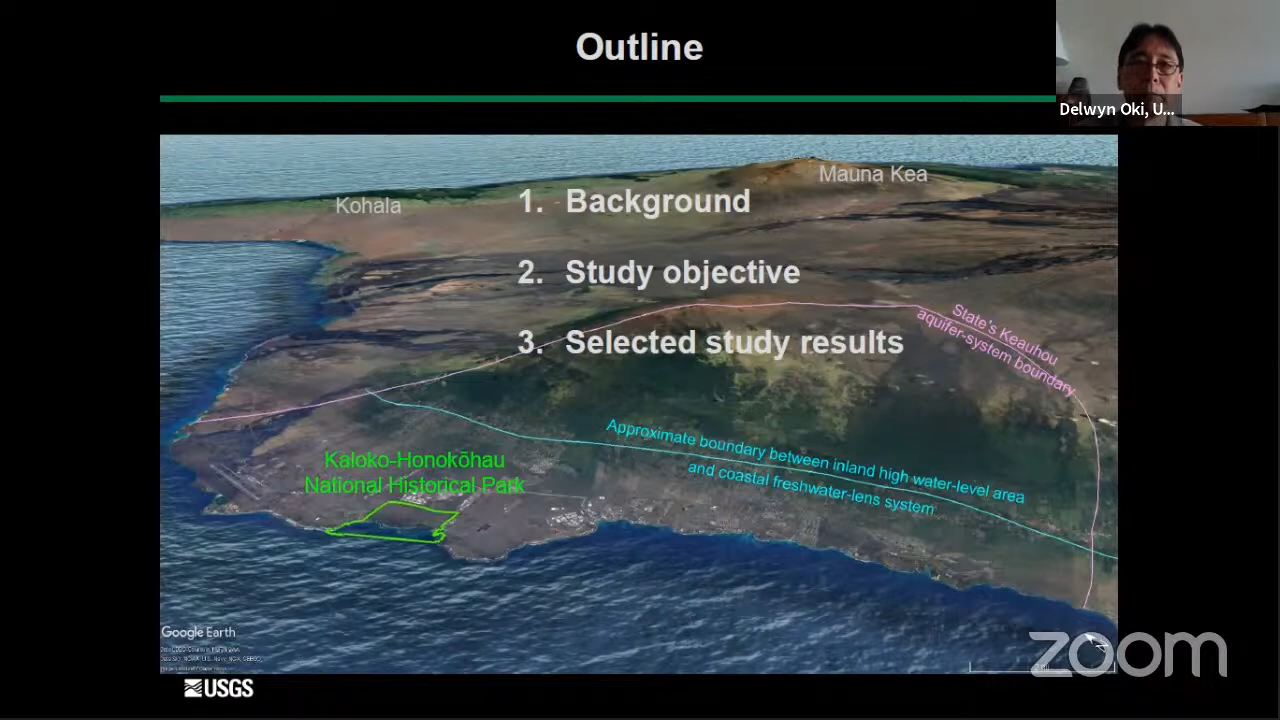 Outline
Delwyn Oki, U...
Mauna Kea
Kohala
1. Background
2. Study objective
3. Selected study results
State's Keauhou
aquifer-system boundary
Approximate boundary between inland high water-level area
and coastal freshwater-lens system
Kaloko-Honokōhau
National Historical Park
Google Earth
zoom
USGS